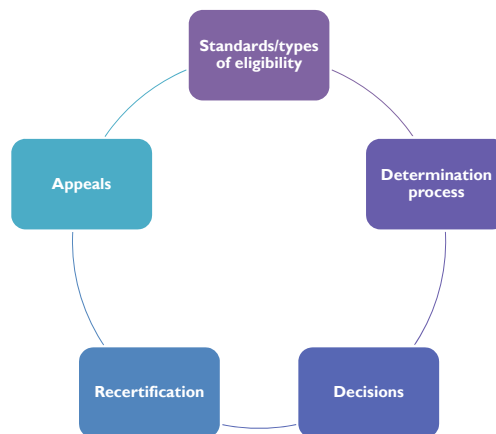 Standards/types
of eligibility
Determination
process
Decisions
Recertification
Appeals